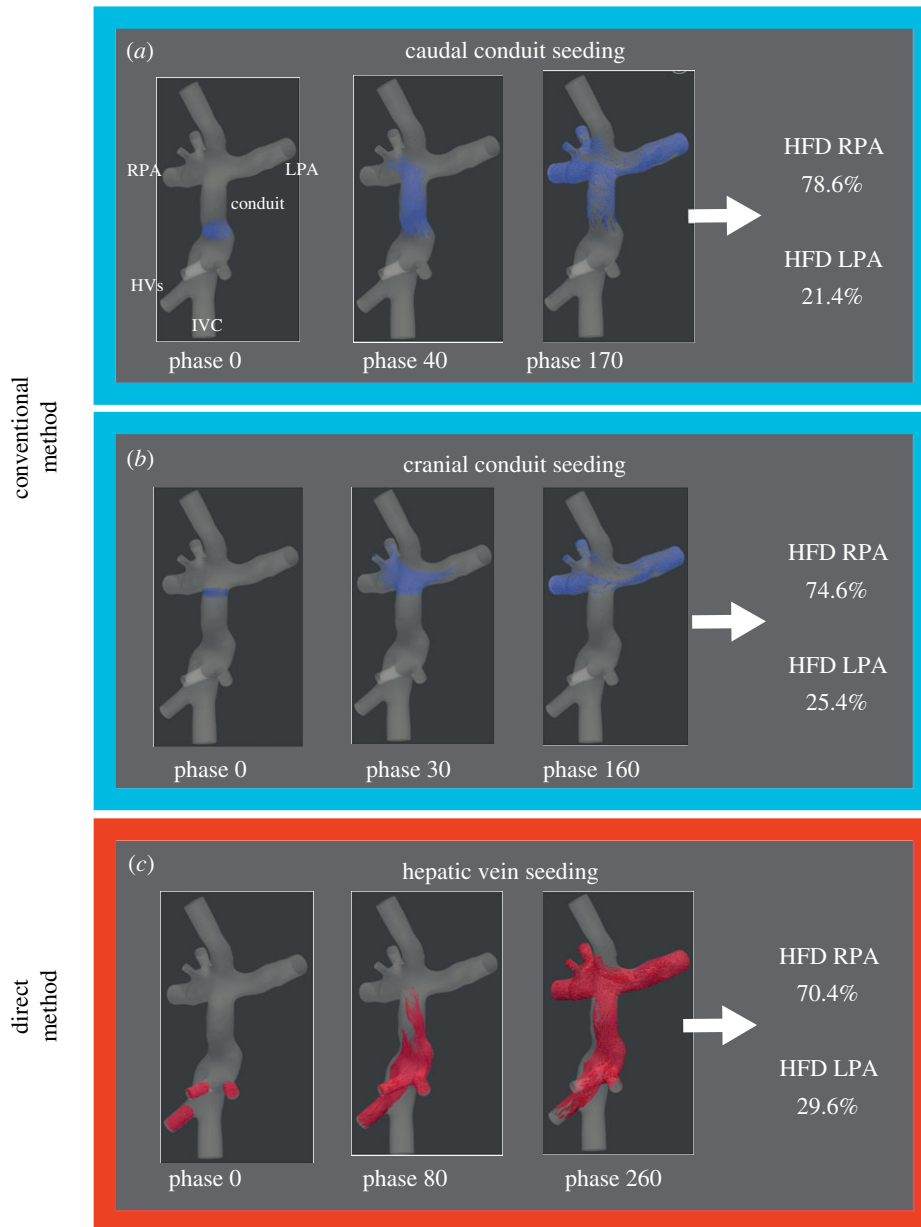 conventional
method
(a)
caudal conduit seeding
RPA
LPA
conduit
HVs
IVC
phase 0
phase 40
phase 170
HFD RPA
78.6%
HFD LPA
21.4%
(b)
cranial conduit seeding
phase 0
phase 30
phase 160
HFD RPA
74.6%
HFD LPA
25.4%
direct
method
(c)
hepatic vein seeding
phase 0
phase 80
phase 260
HFD RPA
70.4%
HFD LPA
29.6%